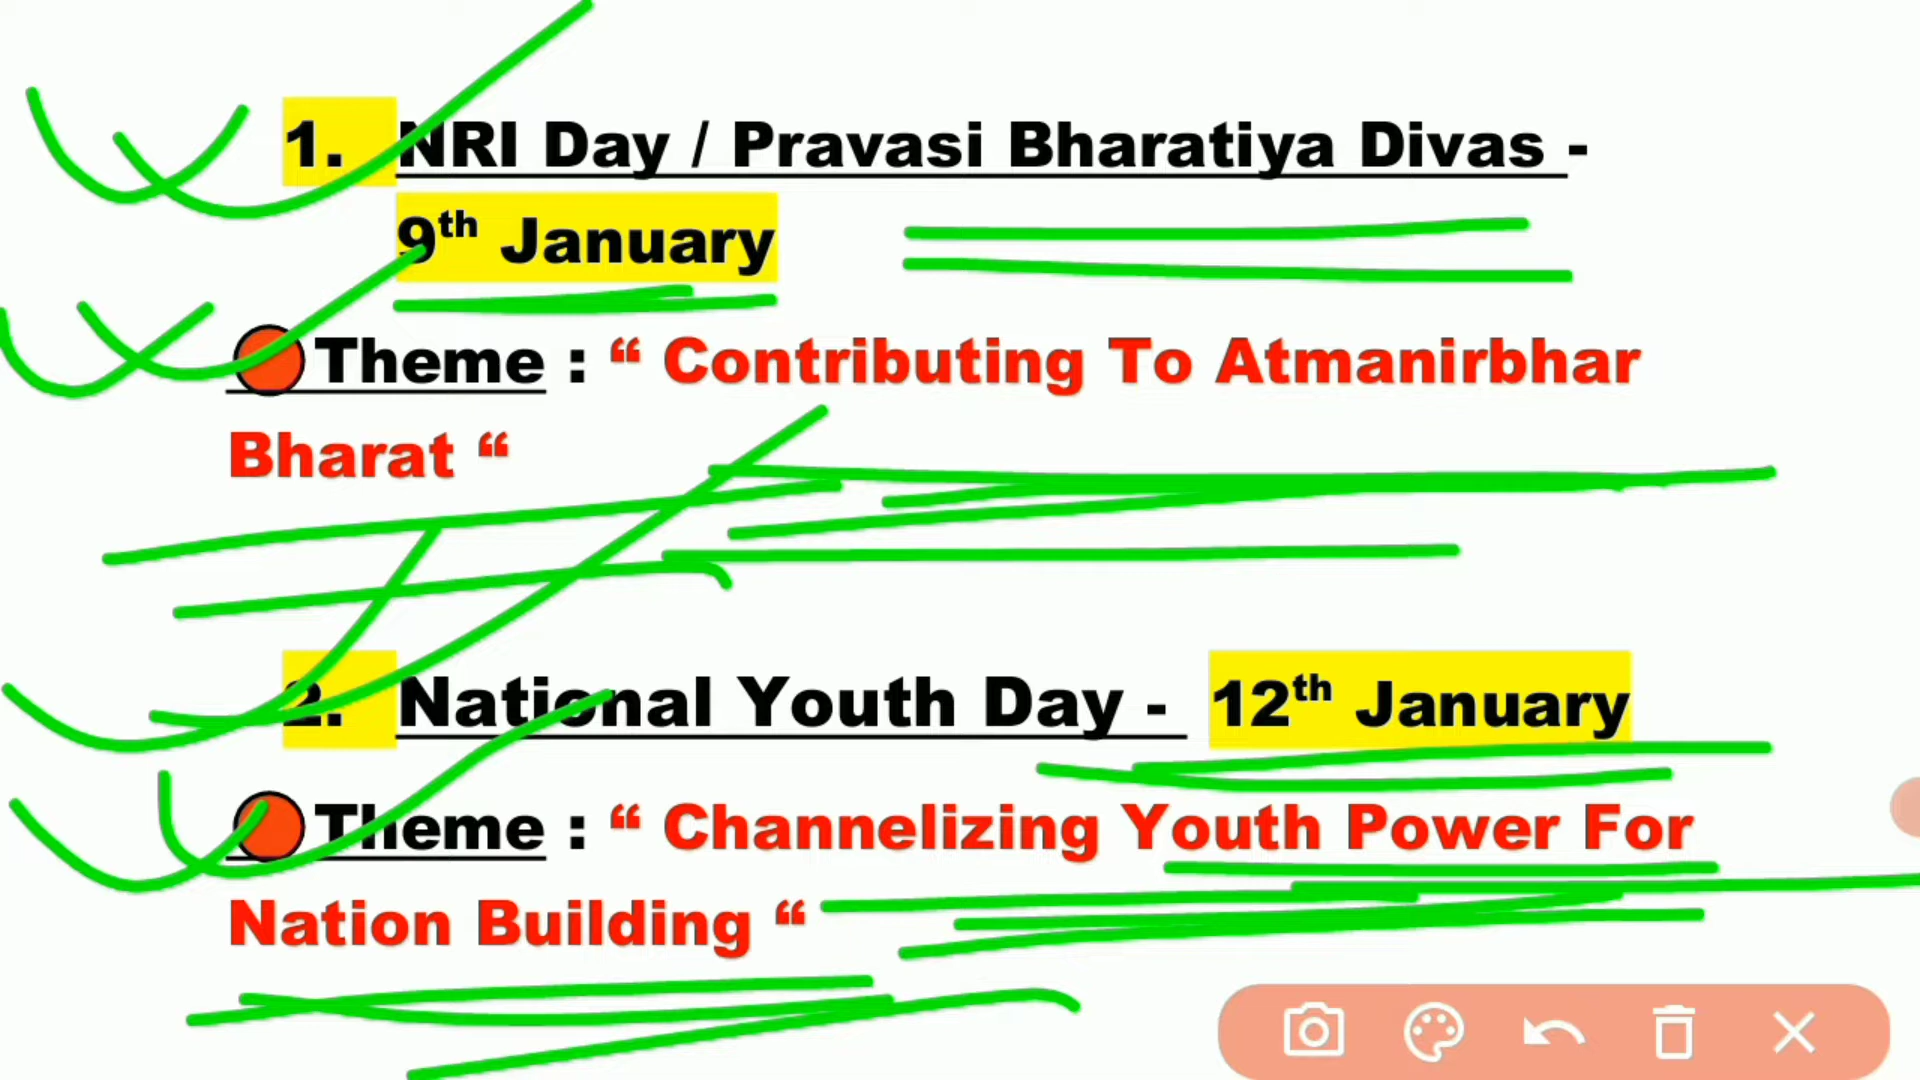 1. NRI Day / Pravasi Bharatiya Divas -
9th January
Theme : “ Contributing To Atmanirbhar
Bharat “
2. National Youth Day - 12th January
Theme : “ Channelizing Youth Power For
Nation Building “